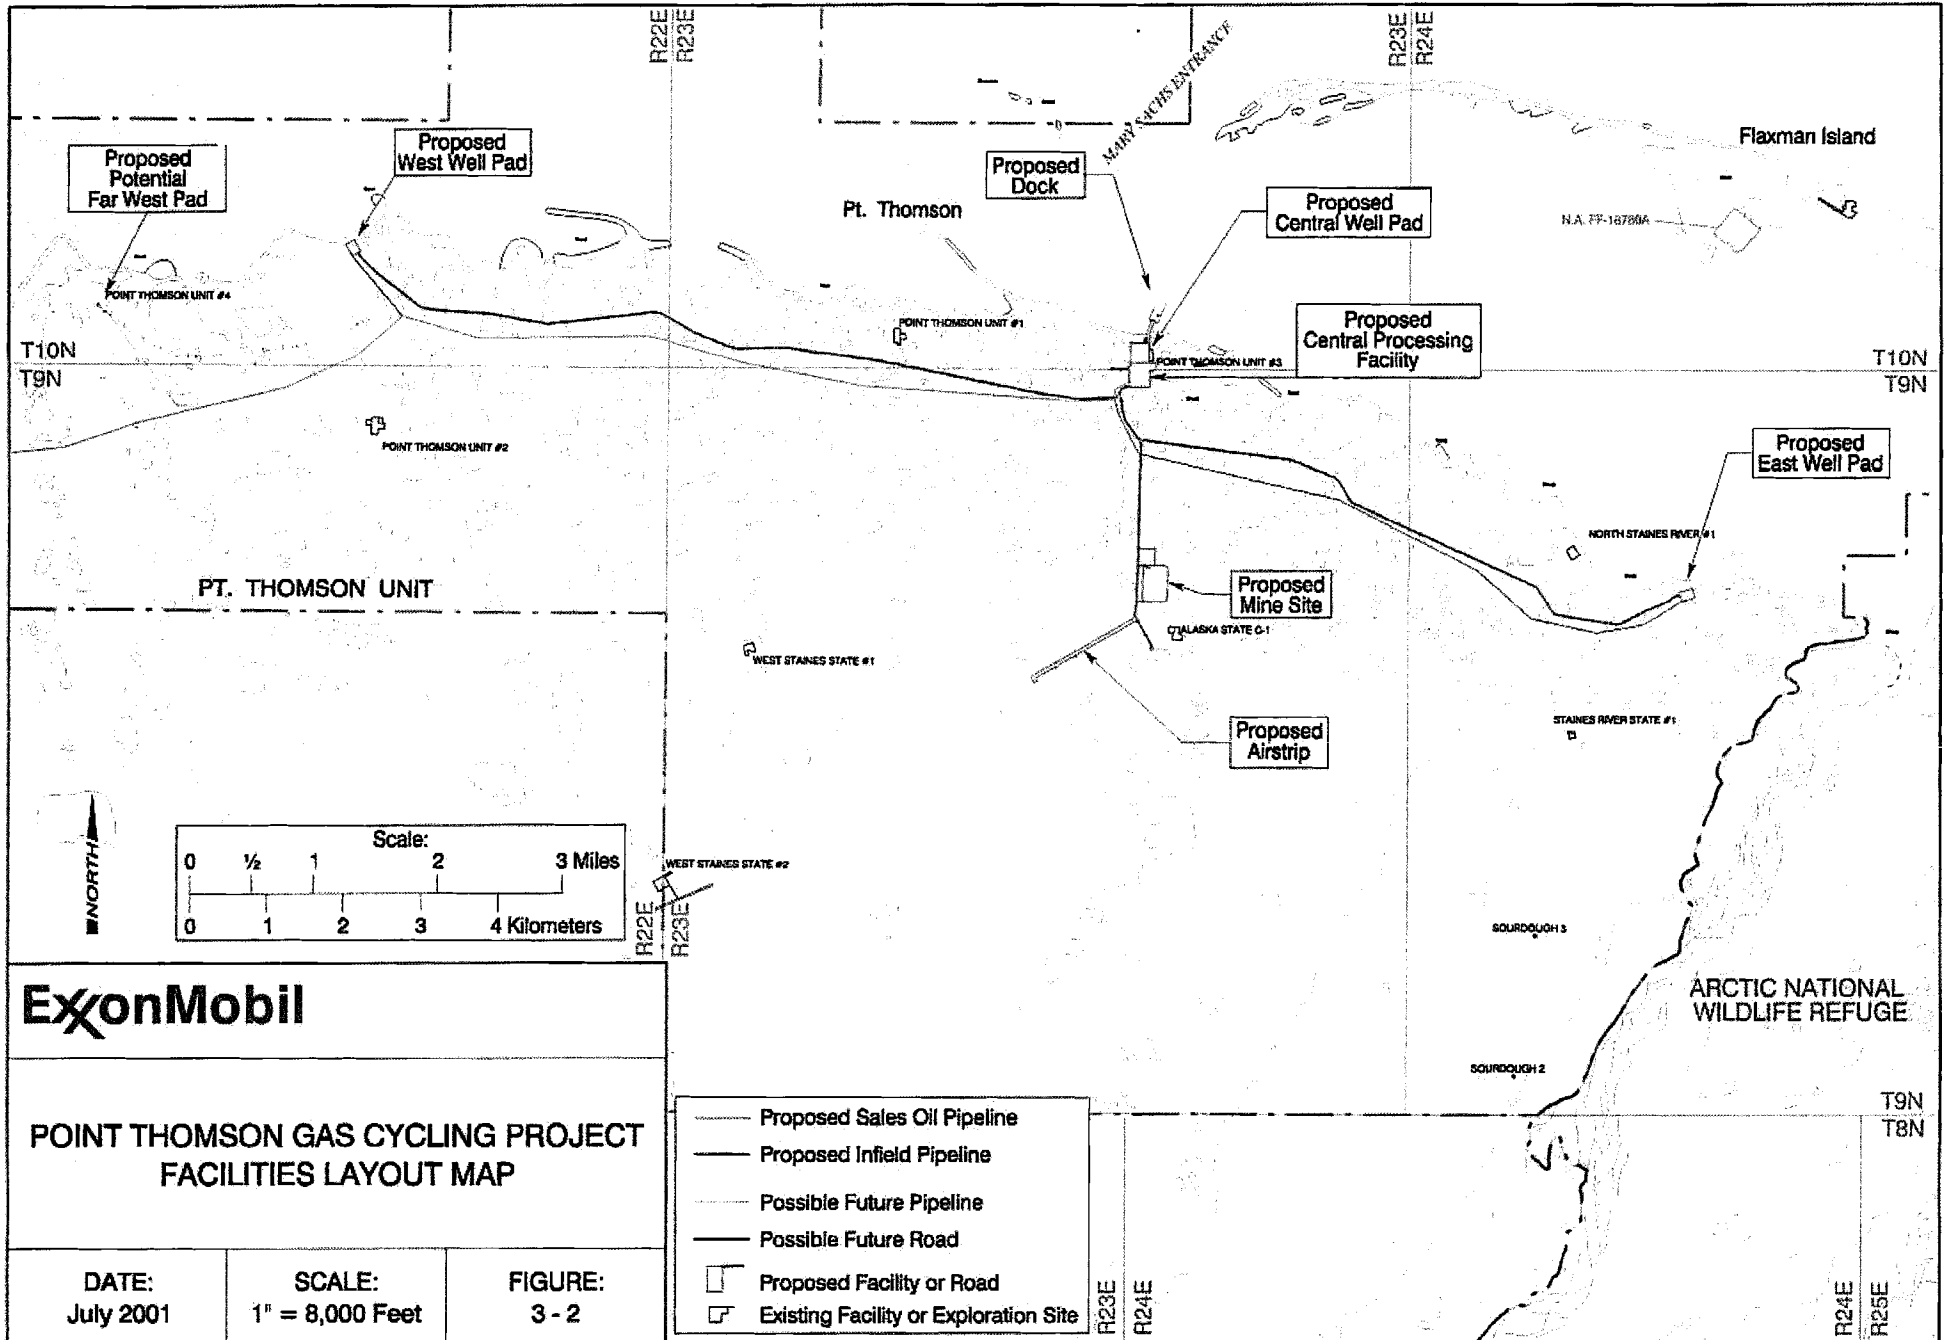 R22E
R23E
R23E
R24E
MARY SACHS ENTRANCE
Flaxman Island
Proposed
West Well Pad
Proposed
Potential
Far West Pad
Proposed
Dock
Pt. Thomson
Proposed
Central Well Pad
N.A. FF-16780A
POINT THOMSON UNIT #4
POINT THOMSON UNIT #1
Proposed
Central Processing
Facility
T10N
T9N
POINT THOMSON UNIT #3
T10N
T9N
POINT THOMSON UNIT #2
Proposed
East Well Pad
NORTH STAINES RIVER #1
PT. THOMSON UNIT
Proposed
Mine Site
ALASKA STATE C-1
WEST STAINES STATE #1
STAINES RIVER STATE #1
Proposed
Airstrip
NORTH
Scale:
0 ½ 1 2 3 Miles
0 1 2 3 4 Kilometers
WEST STAINES STATE #2
R22E
R23E
SOURDOUGH 3
ARCTIC NATIONAL
WILDLIFE REFUGE
SOURDOUGH 2
T9N
T8N
ExxonMobil
POINT THOMSON GAS CYCLING PROJECT
FACILITIES LAYOUT MAP
DATE:
July 2001
SCALE:
1" = 8,000 Feet
FIGURE:
3 - 2
Proposed Sales Oil Pipeline
Proposed Infield Pipeline
Possible Future Pipeline
Possible Future Road
Proposed Facility or Road
Existing Facility or Exploration Site
R23E
R24E
R24E
R25E